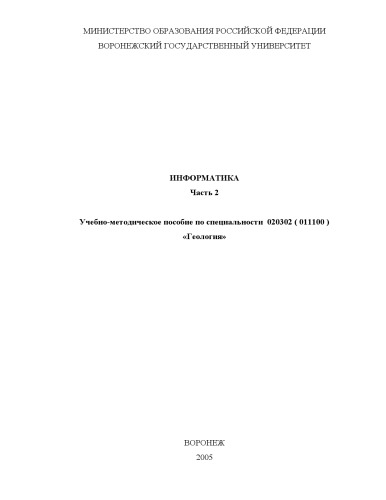 МИНИСТЕРСТВО ОБРАЗОВАНИЯ РОССИЙСКОЙ ФЕДЕРАЦИИ
ВОРОНЕЖСКИЙ ГОСУДАРСТВЕННЫЙ УНИВЕРСИТЕТ
ИНФОРМАТИКА
Часть 2
Учебно-методическое пособие по специальности 020302 ( 011100 )
«Геология»
ВОРОНЕЖ
2005